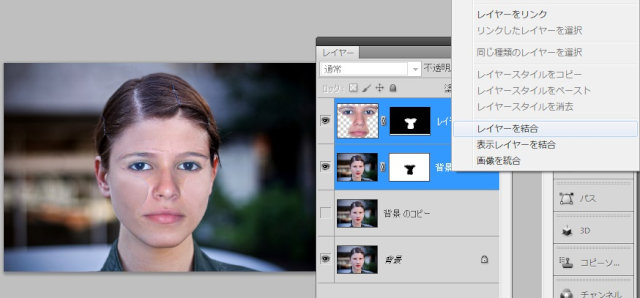 レイヤーをリンク
リンクしたレイヤーを選択
同じ種類のレイヤーを選択
レイヤースタイルをコピー
レイヤースタイルをペースト
レイヤースタイルを消去
レイヤーを結合
表示レイヤーを結合
画像を統合
レイヤー
通常
不透明
ロック:
レイ
背景
背景 のコピー
背景
パス
3D
コピーソ...
チャンネル